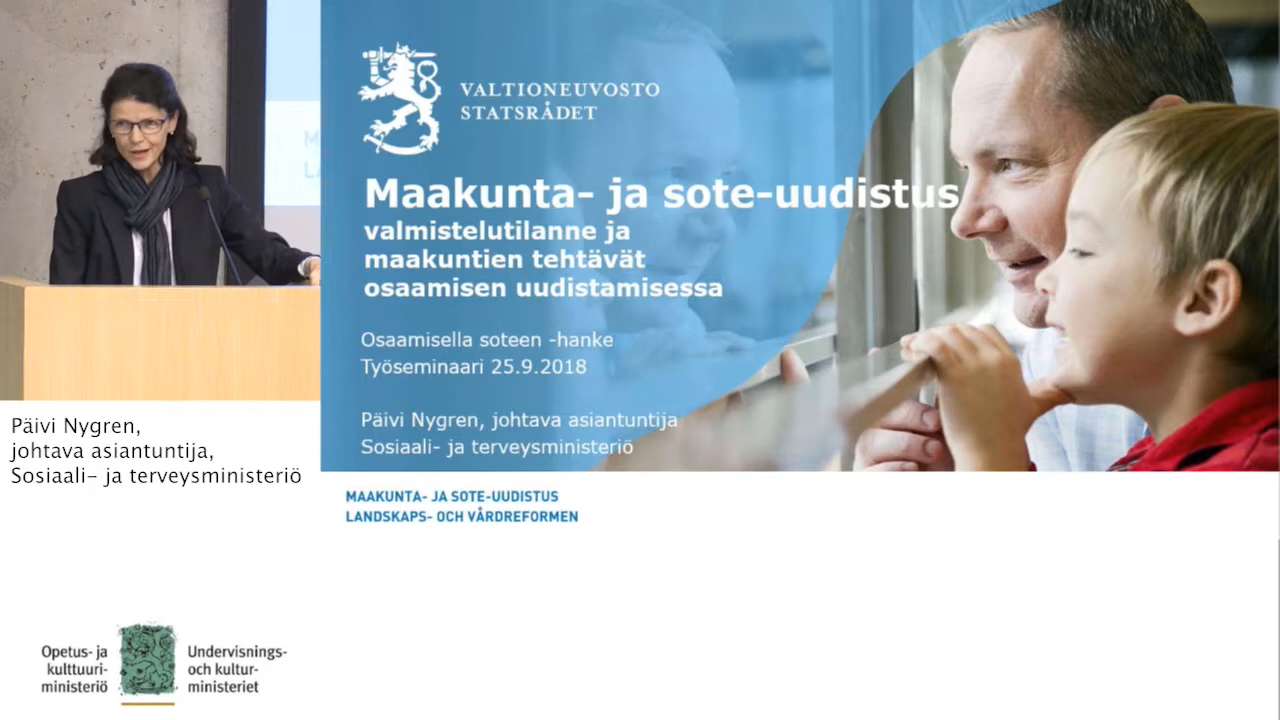 VALTIONEUVOSTO
STATSRÅDET
Maakunta- ja sote-uudistus
valmistelutilanne ja
maakuntien tehtävät
osaamisen uudistamisessa
Osaamisella soteen -hanke
Työseminaari 25.9.2018
Päivi Nygren, johtava asiantuntija
Sosiaali- ja terveysministeriö
MAAKUNTA- JA SOTE-UUDISTUS
LANDSKAPS- OCH VÅRDREFORMEN
Päivi Nygren,
johtava asiantuntija,
Sosiaali- ja terveysministeriö
Opetus- ja
kulttuuri-
ministeriö
Undervisnings-
och kultur-
ministeriet